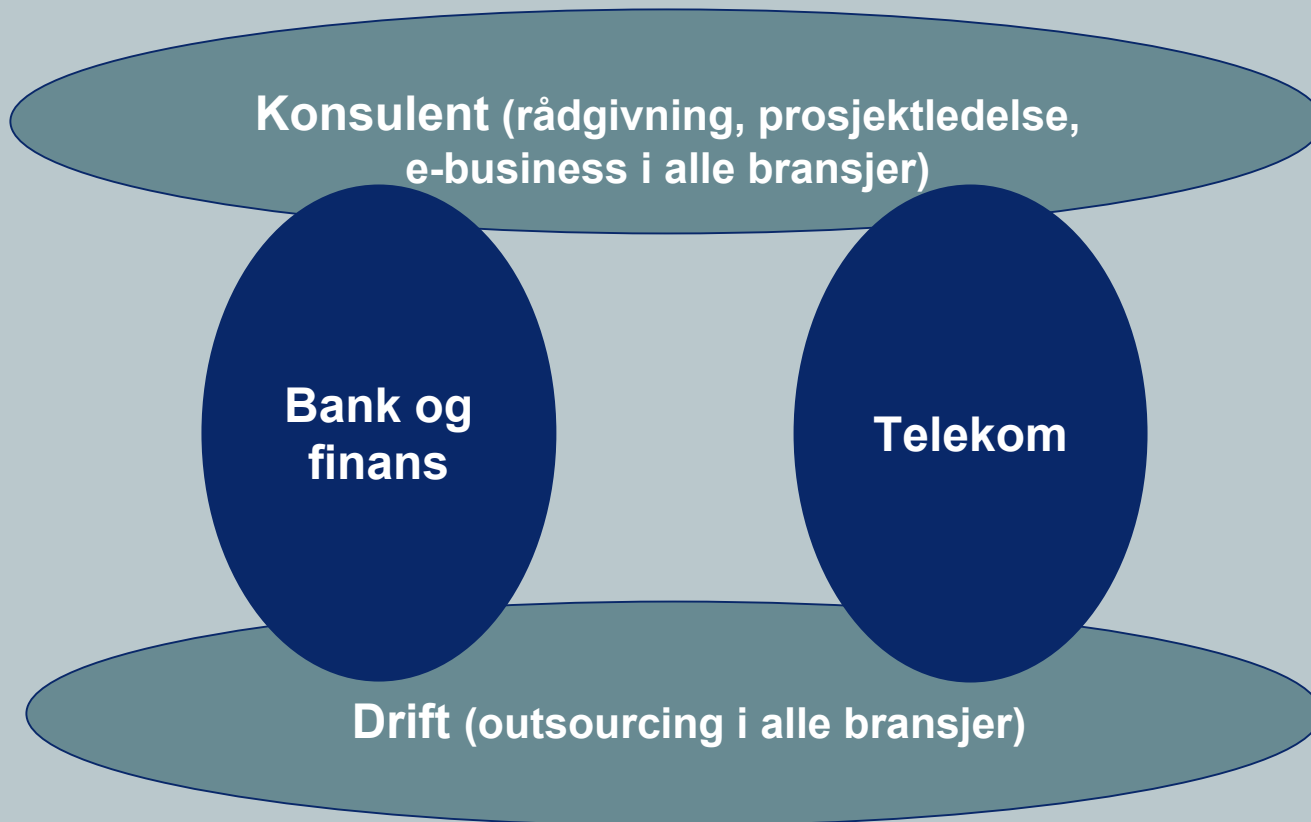 Konsulent (rådgivning, prosjektledelse,
e-business i alle bransjer)
Bank og
finans
Telekom
Drift (outsourcing i alle bransjer)